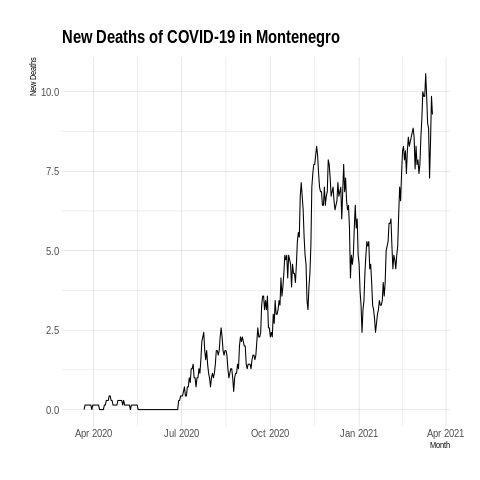 New Deaths of COVID-19 in Montenegro
New Deaths
10.0
7.5
5.0
2.5
0.0
Apr 2020 Jul 2020 Oct 2020 Jan 2021 Apr 2021
Month